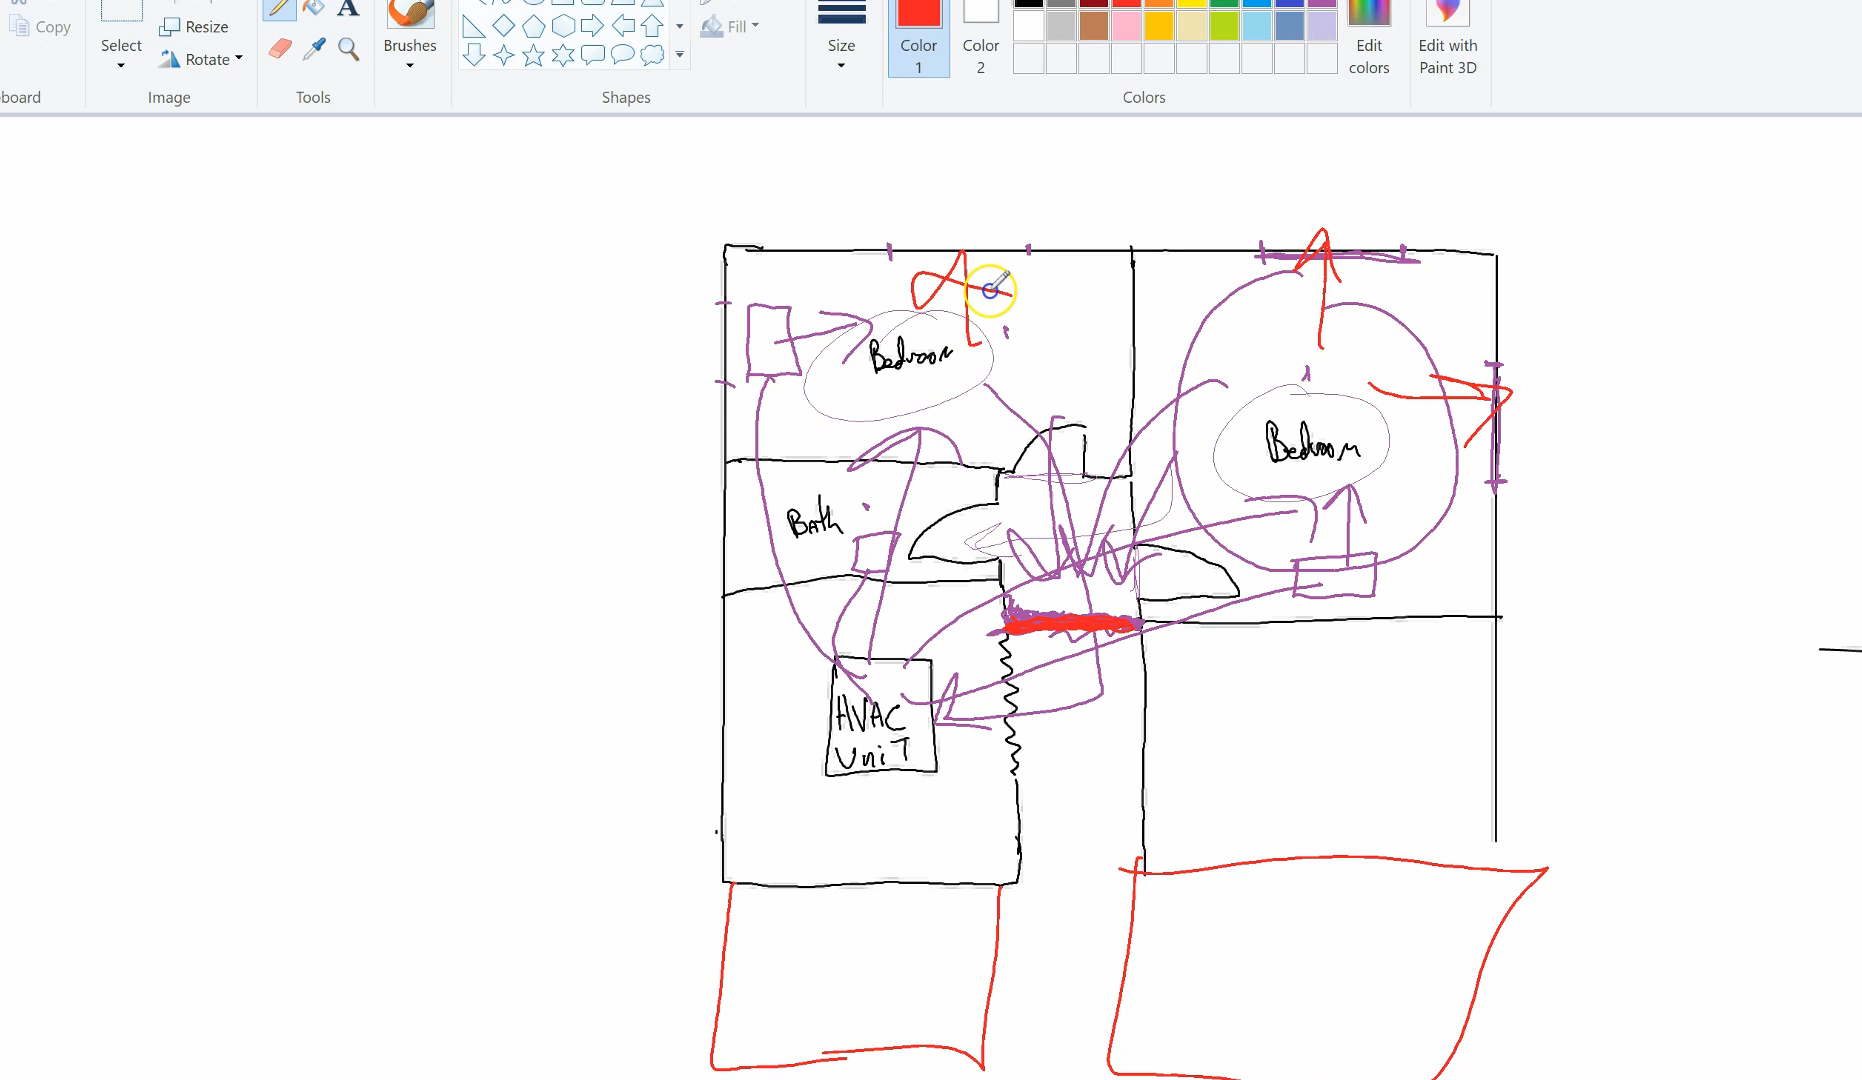 Copy
Select
Resize
Rotate
Brushes
Fill
Size
Color
1
Color
2
Edit
colors
Edit with
Paint 3D
board
Image
Tools
Shapes
Colors
Bedroom
Bedroom
Bath
HVAC
UniT